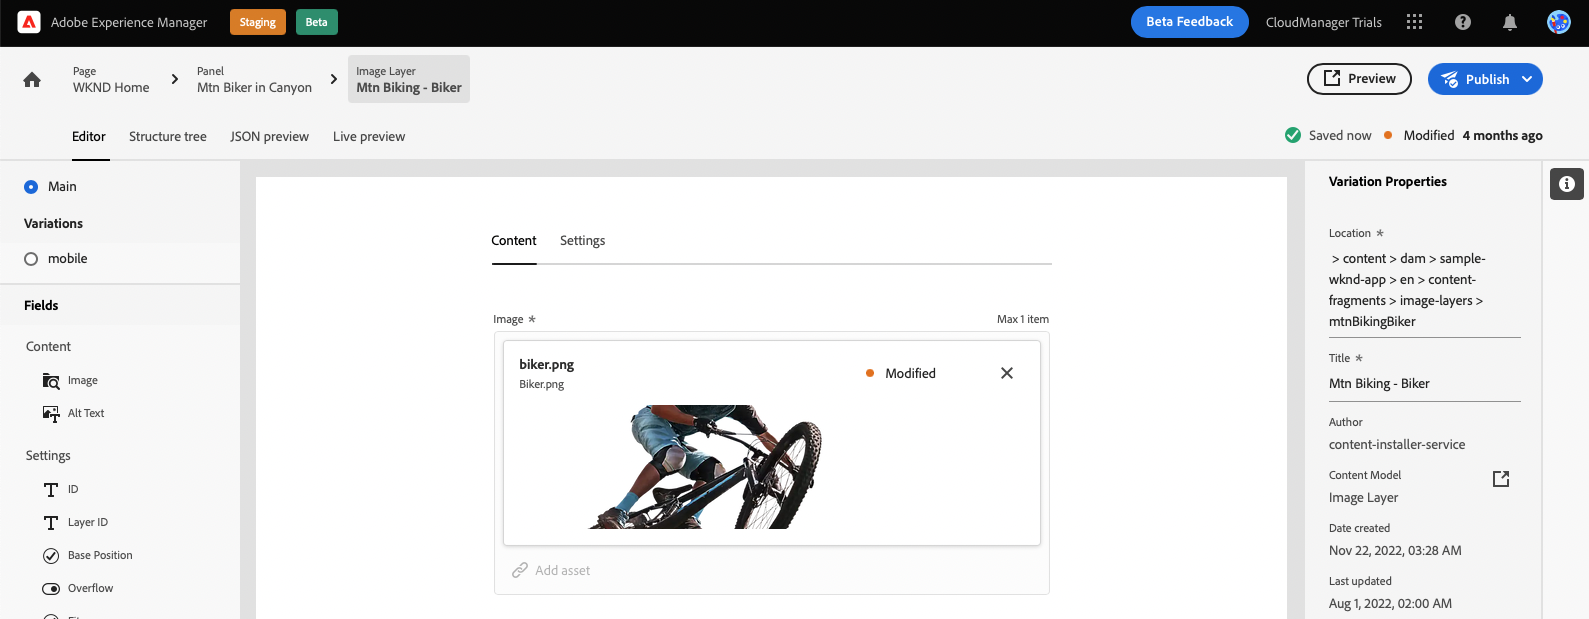 Adobe Experience Manager
Staging
Beta
Beta Feedback
CloudManager Trials
Page
WKND Home
Panel
Mtn Biker in Canyon
Image Layer
Mtn Biking - Biker
Preview
Publish
Editor
Structure tree
JSON preview
Live preview
Saved now
Modified 4 months ago
Main
Variations
mobile
Fields
Content
Image
Alt Text
Settings
ID
Layer ID
Base Position
Overflow
Content
Settings
Image *
Max 1 item
biker.png
Biker.png
Modified
Add asset
Variation Properties
Location *
> content > dam > sample-
wknd-app > en > content-
fragments > image-layers >
mtnBikingBiker
Title *
Mtn Biking - Biker
Author
content-installer-service
Content Model
Image Layer
Date created
Nov 22, 2022, 03:28 AM
Last updated
Aug 1, 2022, 02:00 AM